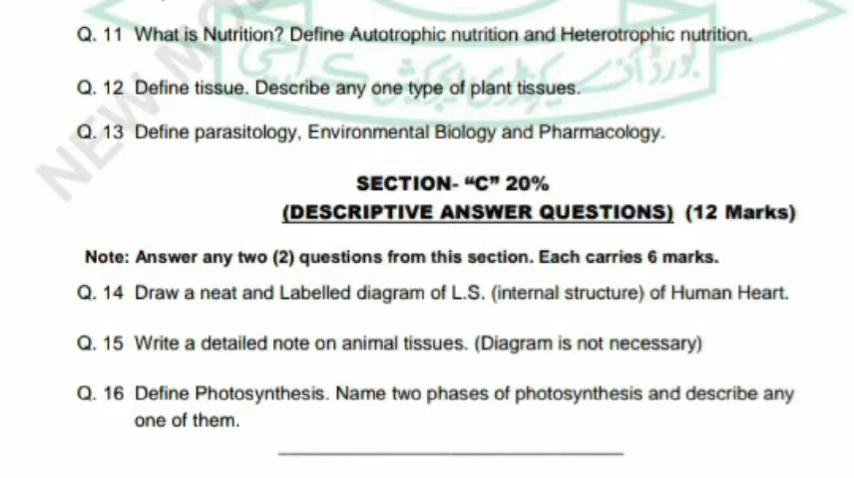 Q. 11 What is Nutrition? Define Autotrophic nutrition and Heterotrophic nutrition.
Q. 12 Define tissue. Describe any one type of plant tissues.
Q. 13 Define parasitology, Environmental Biology and Pharmacology.
NEW MO
SECTION- “C” 20%
(DESCRIPTIVE ANSWER QUESTIONS) (12 Marks)
Note: Answer any two (2) questions from this section. Each carries 6 marks.
Q. 14 Draw a neat and Labelled diagram of L.S. (internal structure) of Human Heart.
Q. 15 Write a detailed note on animal tissues. (Diagram is not necessary)
Q. 16 Define Photosynthesis. Name two phases of photosynthesis and describe any
one of them.